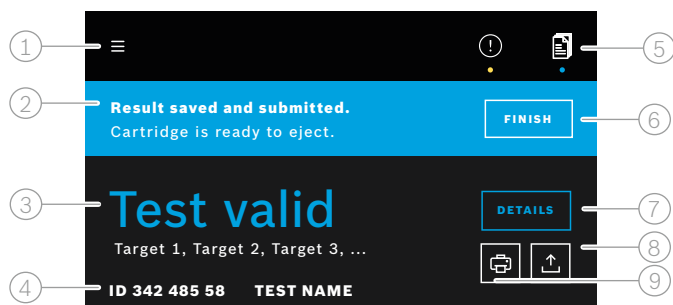 1
5
2
Result saved and submitted.
Cartridge is ready to eject.
FINISH
6
3
Test valid
DETAILS
7
Target 1, Target 2, Target 3, ...
8
9
4
ID 342 485 58 TEST NAME